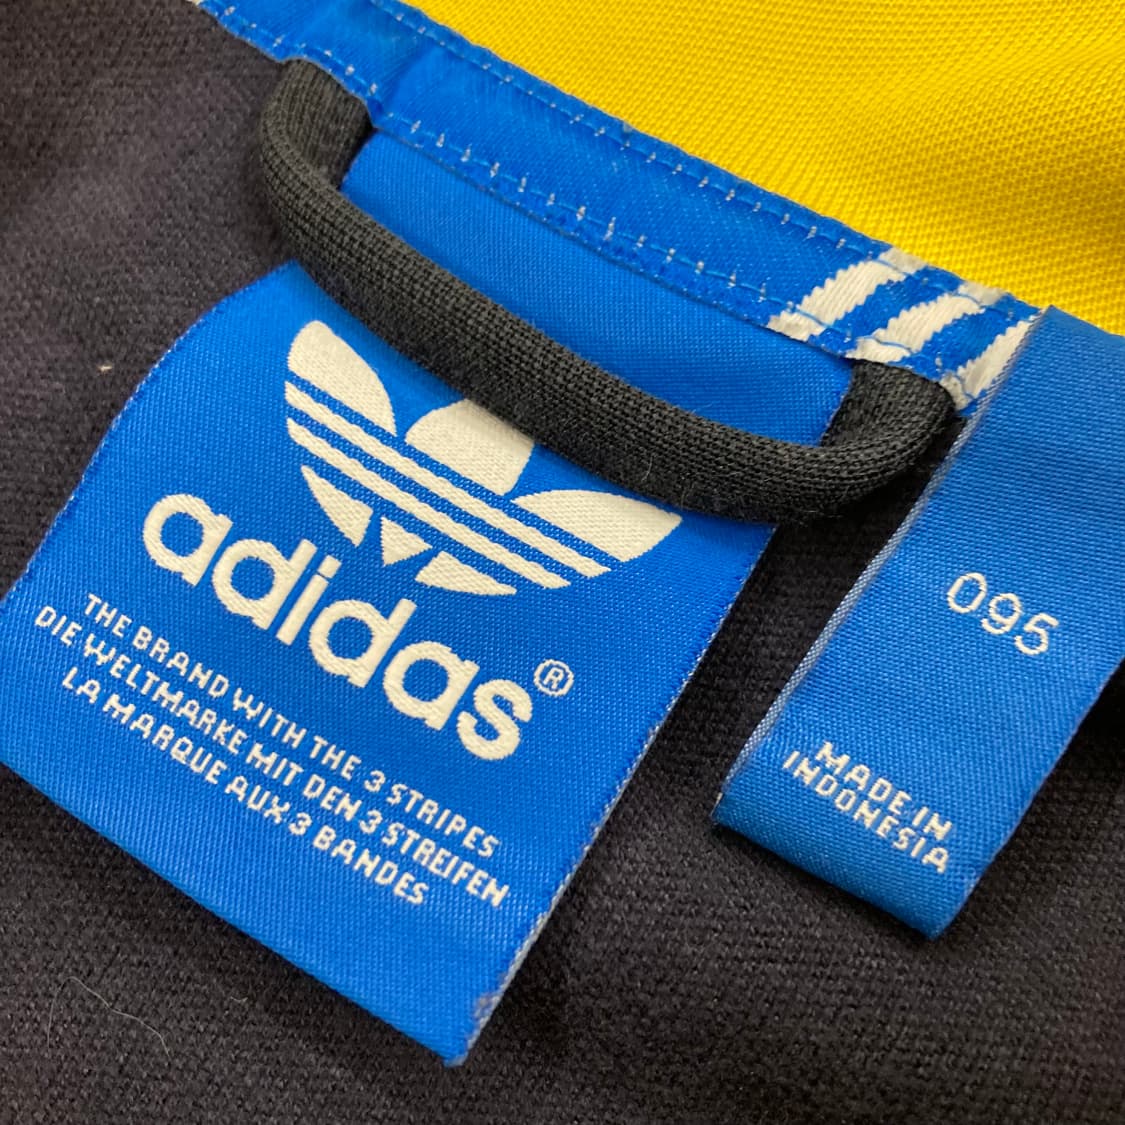 adidas®
THE BRAND WITH THE 3 STRIPES
DIE WELTMARKE MIT DEN 3 STREIFEN
LA MARQUE AUX 3 BANDES
095
MADE IN
INDONESIA